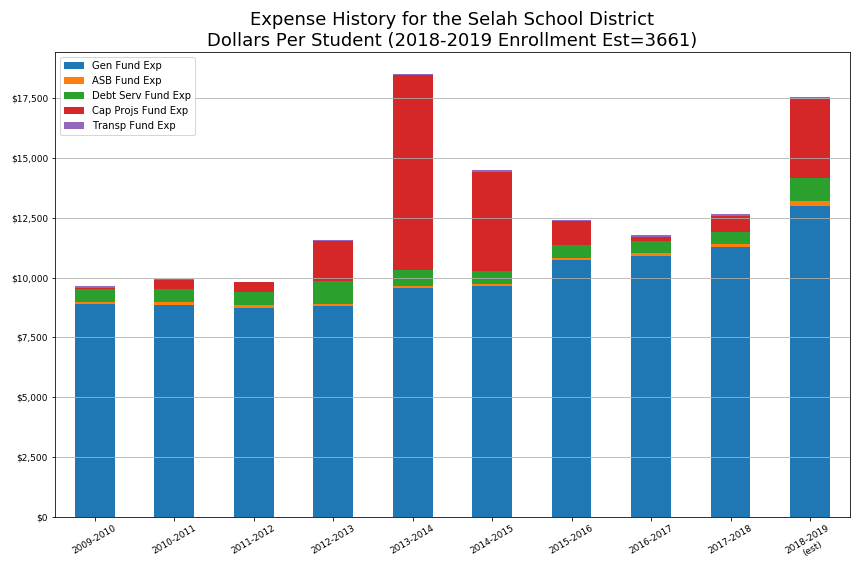 Expense History for the Selah School District
Dollars Per Student (2018-2019 Enrollment Est=3661)
Gen Fund Exp
ASB Fund Exp
Debt Serv Fund Exp
Cap Projs Fund Exp
Transp Fund Exp
$17,500
$15,000
$12,500
$10,000
$7,500
$5,000
$2,500
$0
2009-2010
2010-2011
2011-2012
2012-2013
2013-2014
2014-2015
2015-2016
2016-2017
2017-2018
2018-2019
(est)